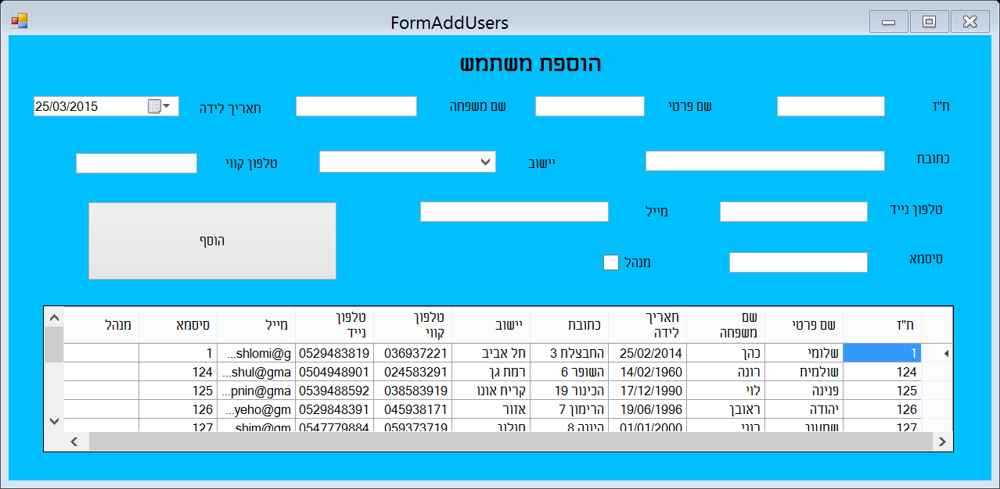 FormAddUsers
הוספת משתמש
ת"ז
שם פרטי
שם משפחה
תאריך לידה
25/03/2015
כתובת
יישוב
טלפון קווי
טלפון נייד
מייל
הוסף
סיסמא
מנהל
ת"ז שם פרטי שם משפחה תאריך לידה כתובת יישוב טלפון קווי טלפון נייד מייל סיסמא מנהל
1 שלומי כהן 25/02/2014 החבצלת 3 תל אביב 036937221 0529483819 shlomi@g... 1
124 שולמית רונה 14/02/1960 השופר 6 רמת גן 024583291 0504948901 shul@gma... 124
125 פנינה לוי 17/12/1990 הכינור 19 קרית אונו 038583919 0539488592 pnin@gma... 125
126 יהודה ראובן 19/06/1996 הרימון 7 אזור 045938171 0529848391 yeho@gm... 126
127 שמעון רוני 01/01/2000 היונה 8 חולון 059373719 0547779884 shim@gm 127